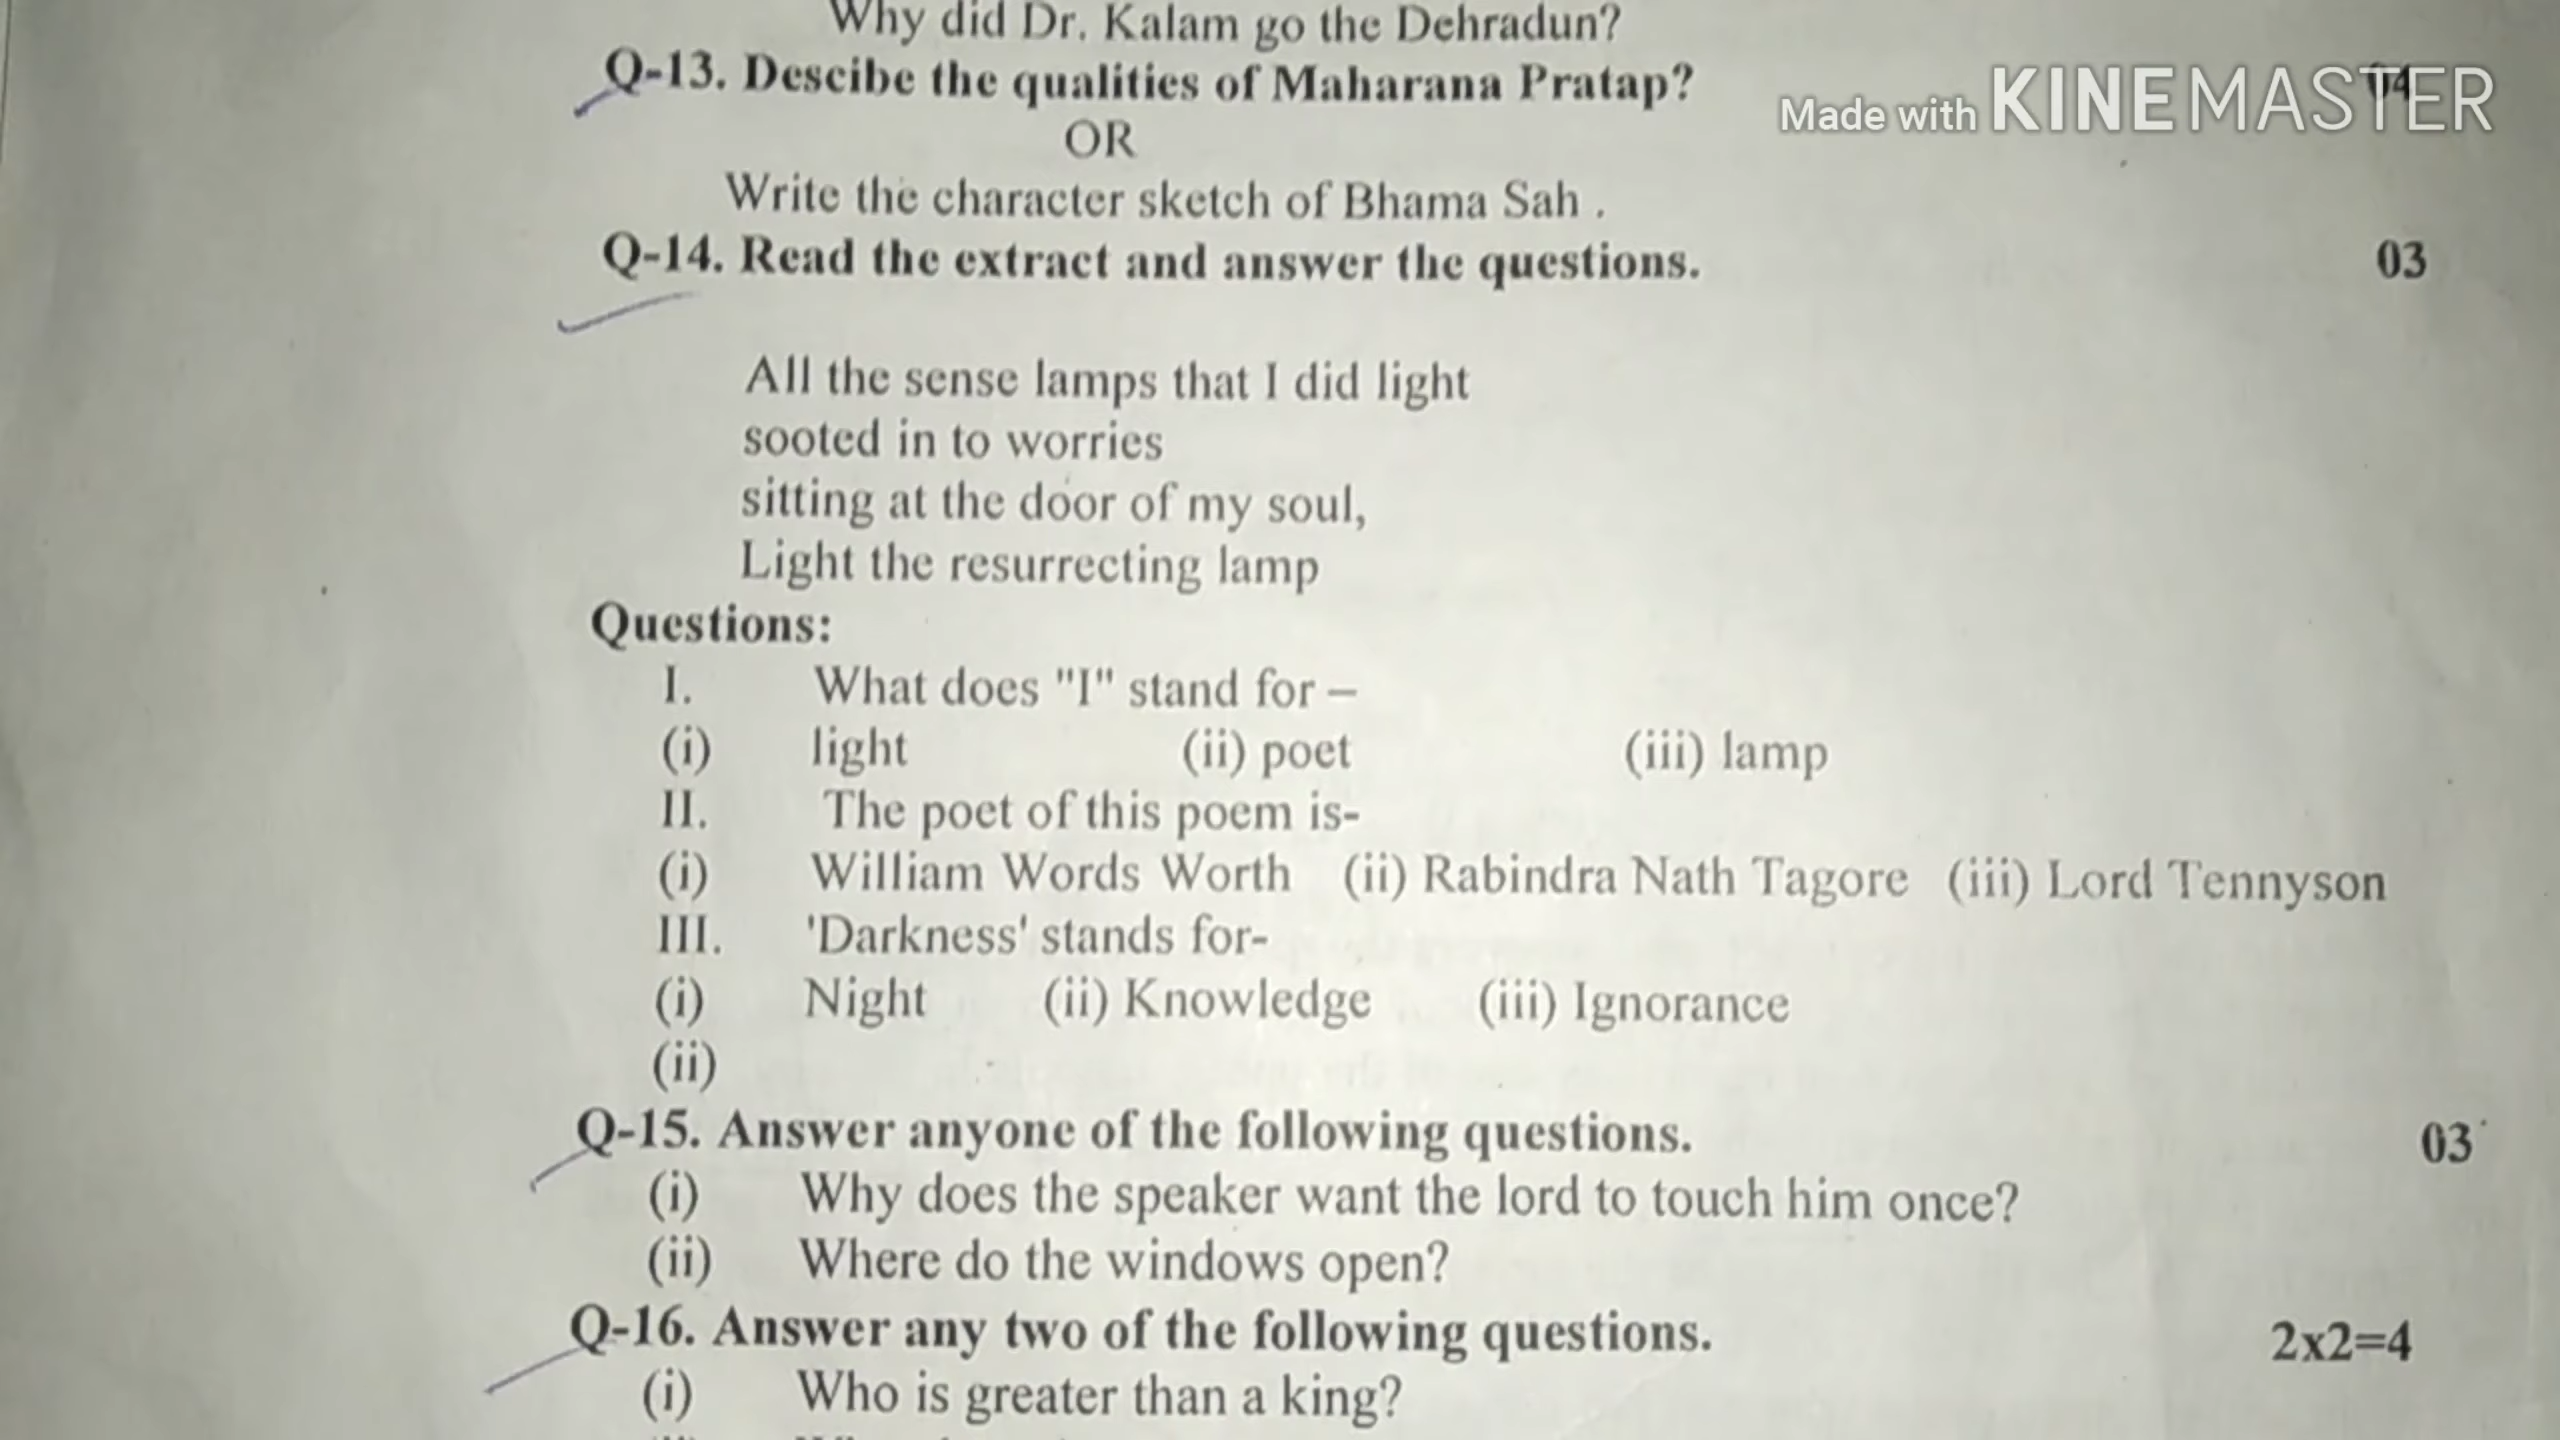 Why did Dr. Kalam go the Dehradun?
Q-13. Descibe the qualities of Maharana Pratap? 04
Made with KINEMASTER
OR
Write the character sketch of Bhama Sah .
Q-14. Read the extract and answer the questions. 03
All the sense lamps that I did light
sooted in to worries
sitting at the door of my soul,
Light the resurrecting lamp
Questions:
I. What does "I" stand for –
(i) light (ii) poet (iii) lamp
II. The poet of this poem is-
(i) William Words Worth (ii) Rabindra Nath Tagore (iii) Lord Tennyson
III. 'Darkness' stands for-
(i) Night (ii) Knowledge (iii) Ignorance
(ii)
Q-15. Answer anyone of the following questions. 03
(i) Why does the speaker want the lord to touch him once?
(ii) Where do the windows open?
Q-16. Answer any two of the following questions. 2x2=4
(i) Who is greater than a king?